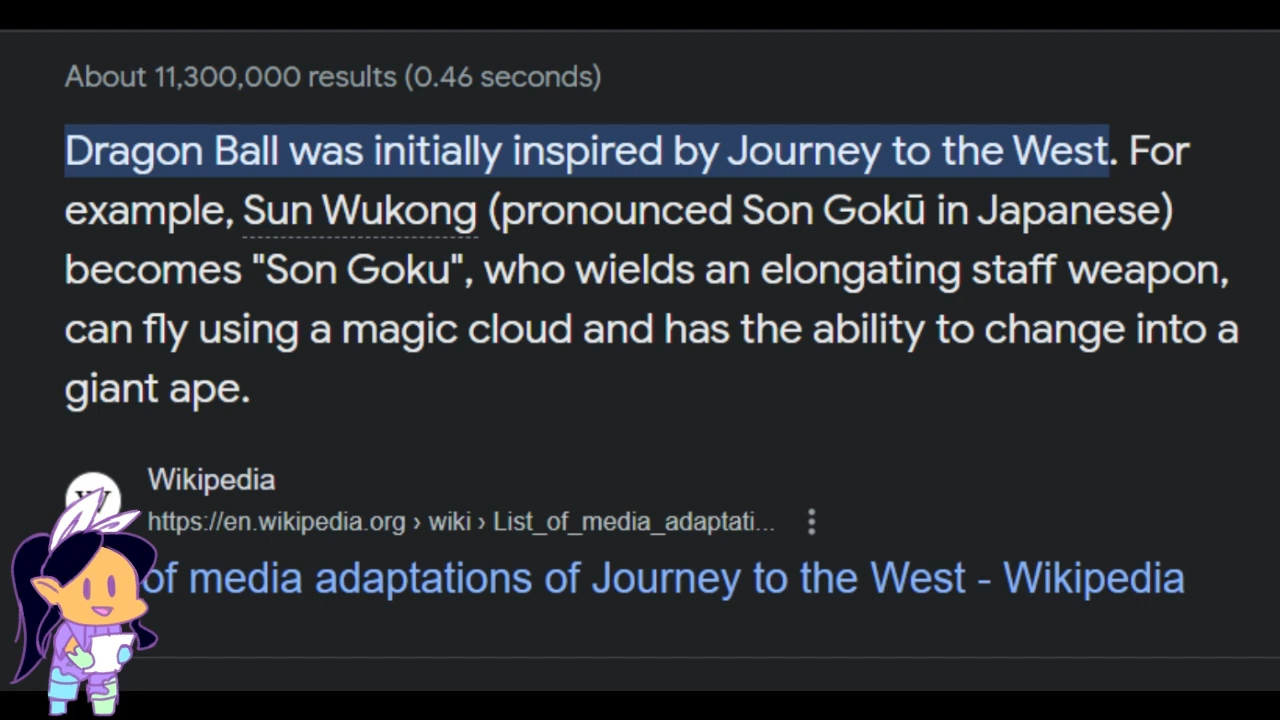 About 11,300,000 results (0.46 seconds)
Dragon Ball was initially inspired by Journey to the West. For
example, Sun Wukong (pronounced Son Gokū in Japanese)
becomes "Son Goku", who wields an elongating staff weapon,
can fly using a magic cloud and has the ability to change into a
giant ape.
Wikipedia
https://en.wikipedia.org › wiki › List_of_media_adaptati...
of media adaptations of Journey to the West - Wikipedia